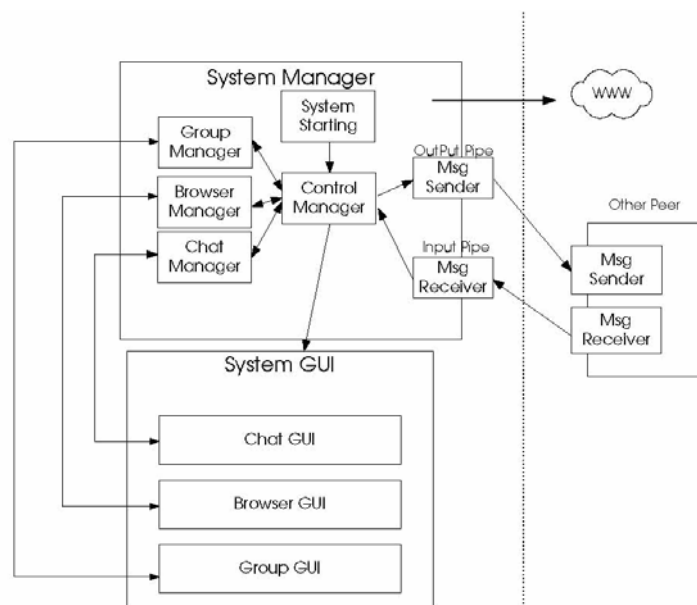 System Manager
WWW
System
Starting
Group
Manager
OutPut Pipe
Msg
Sender
Browser
Manager
Control
Manager
Other Peer
Chat
Manager
Input Pipe
Msg
Receiver
Msg
Sender
Msg
Receiver
System GUI
Chat GUI
Browser GUI
Group GUI